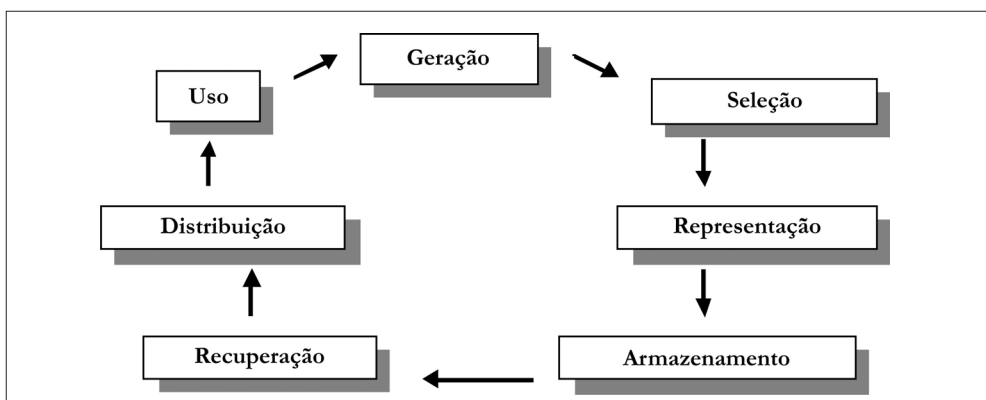 Geração
Uso
Seleção
Distribuição
Representação
Recuperação
Armazenamento